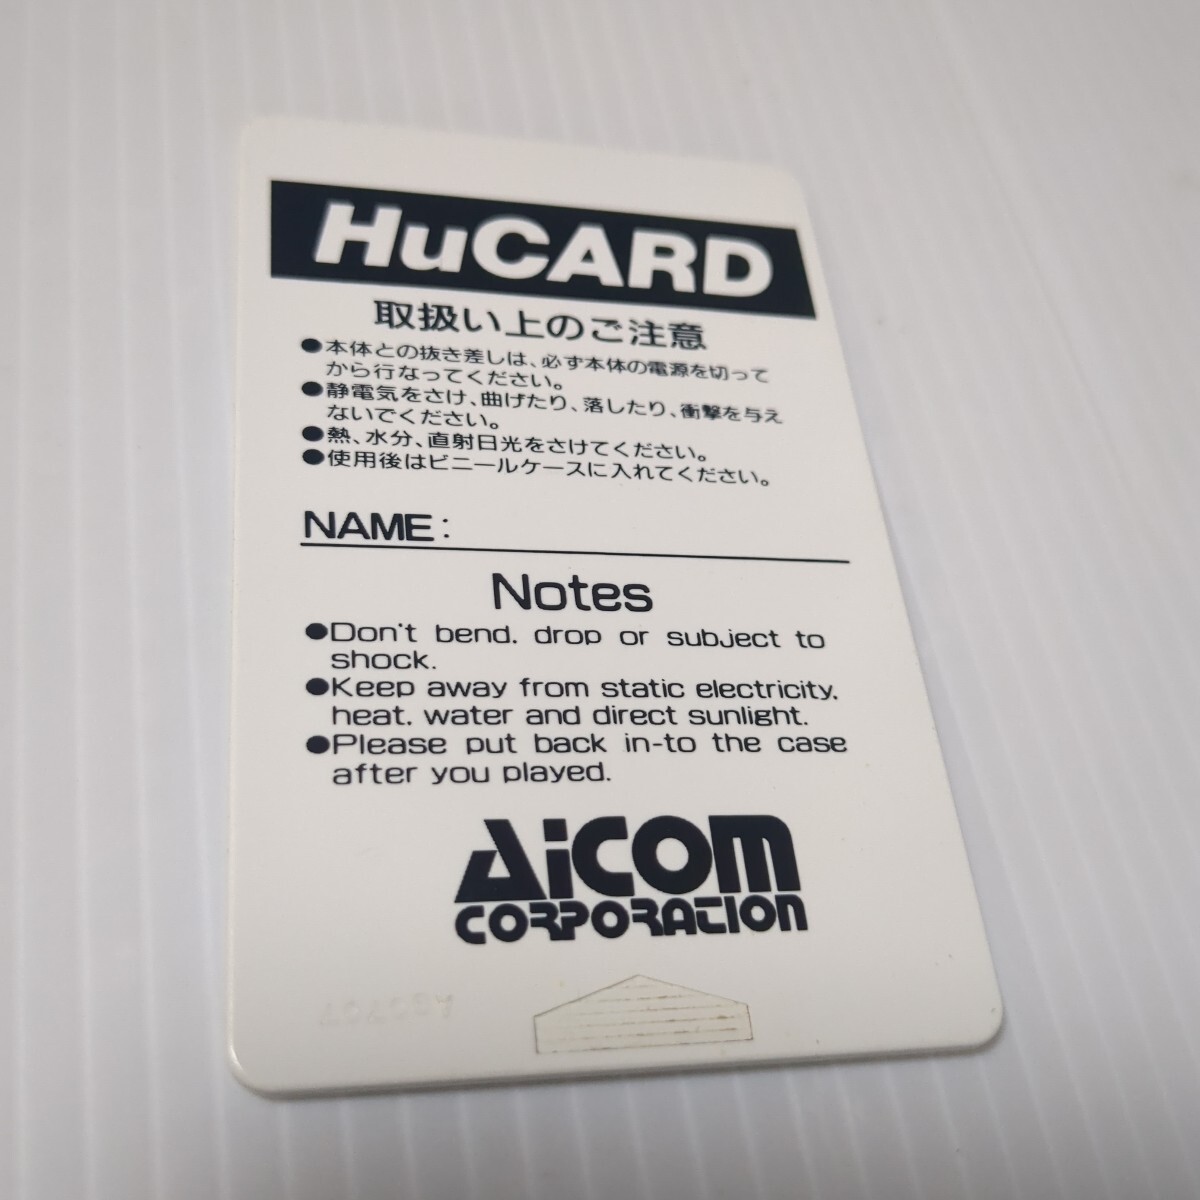 HuCARD
取扱い上のご注意
●本体との抜き差しは、必ず本体の電源を切って
から行なってください。
●静電気をさけ、曲げたり、落したり、衝撃を与え
ないでください。
●熱、水分、直射日光をさけてください。
●使用後はビニールケースに入れてください。
NAME:
Notes
●Don't bend. drop or subject to
shock.
●Keep away from static electricity.
heat. water and direct sunlight.
●Please put back in-to the case
after you played.
AiCOM
CORPORATION